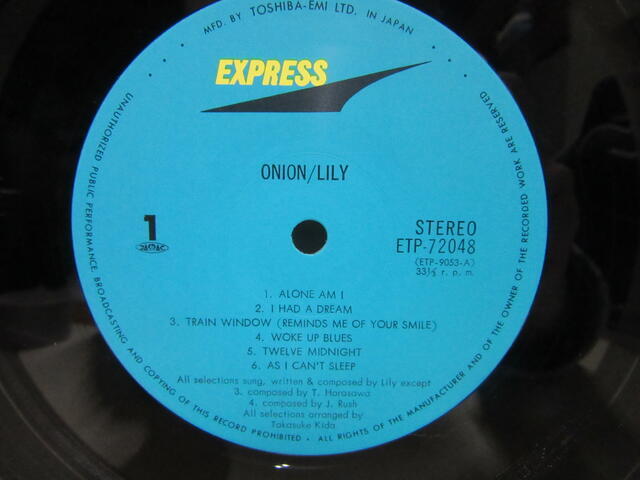 MFD. BY TOSHIBA-EMI LTD. IN JAPAN
EXPRESS
ONION/LILY
1
JASRAC
STEREO
ETP-72048
(ETP-9053-A)
33⅓ r. p. m.
1. ALONE AM I
2. I HAD A DREAM
3. TRAIN WINDOW (REMINDS ME OF YOUR SMILE)
4. WOKE UP BLUES
5. TWELVE MIDNIGHT
6. AS I CAN'T SLEEP
All selections sung, written & composed by Lily except
3. composed by T. Horosawa
4. composed by J. Rush
All selections arranged by
Takasuke Kida
UNAUTHORIZED PUBLIC PERFORMANCE, BROADCASTING AND COPYING OF THIS RECORD PROHIBITED • ALL RIGHTS OF THE MANUFACTURER AND OF THE OWNER OF THE RECORDED WORK ARE RESERVED